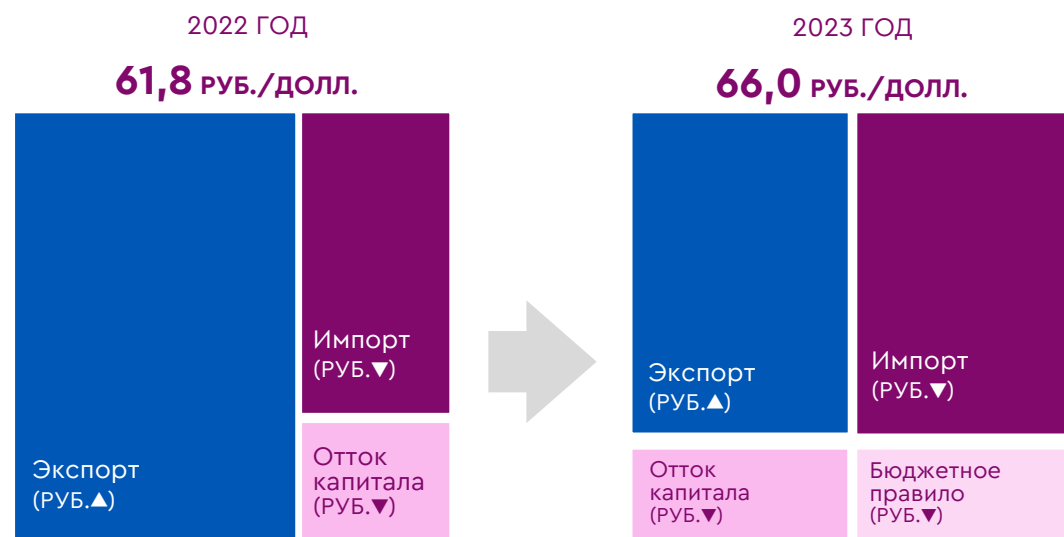 2022 ГОД
61,8 РУБ./ДОЛЛ.
Экспорт
(РУБ.▲)
Импорт
(РУБ.▼)
Отток
капитала
(РУБ.▼)
2023 ГОД
66,0 РУБ./ДОЛЛ.
Экспорт
(РУБ.▲)
Импорт
(РУБ.▼)
Отток
капитала
(РУБ.▼)
Бюджетное
правило
(РУБ.▼)